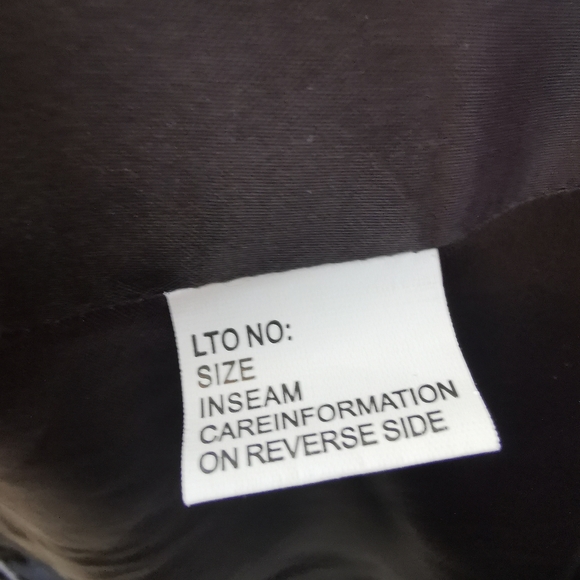 LTO NO:
SIZE
INSEAM
CAREINFORMATION
ON REVERSE SIDE